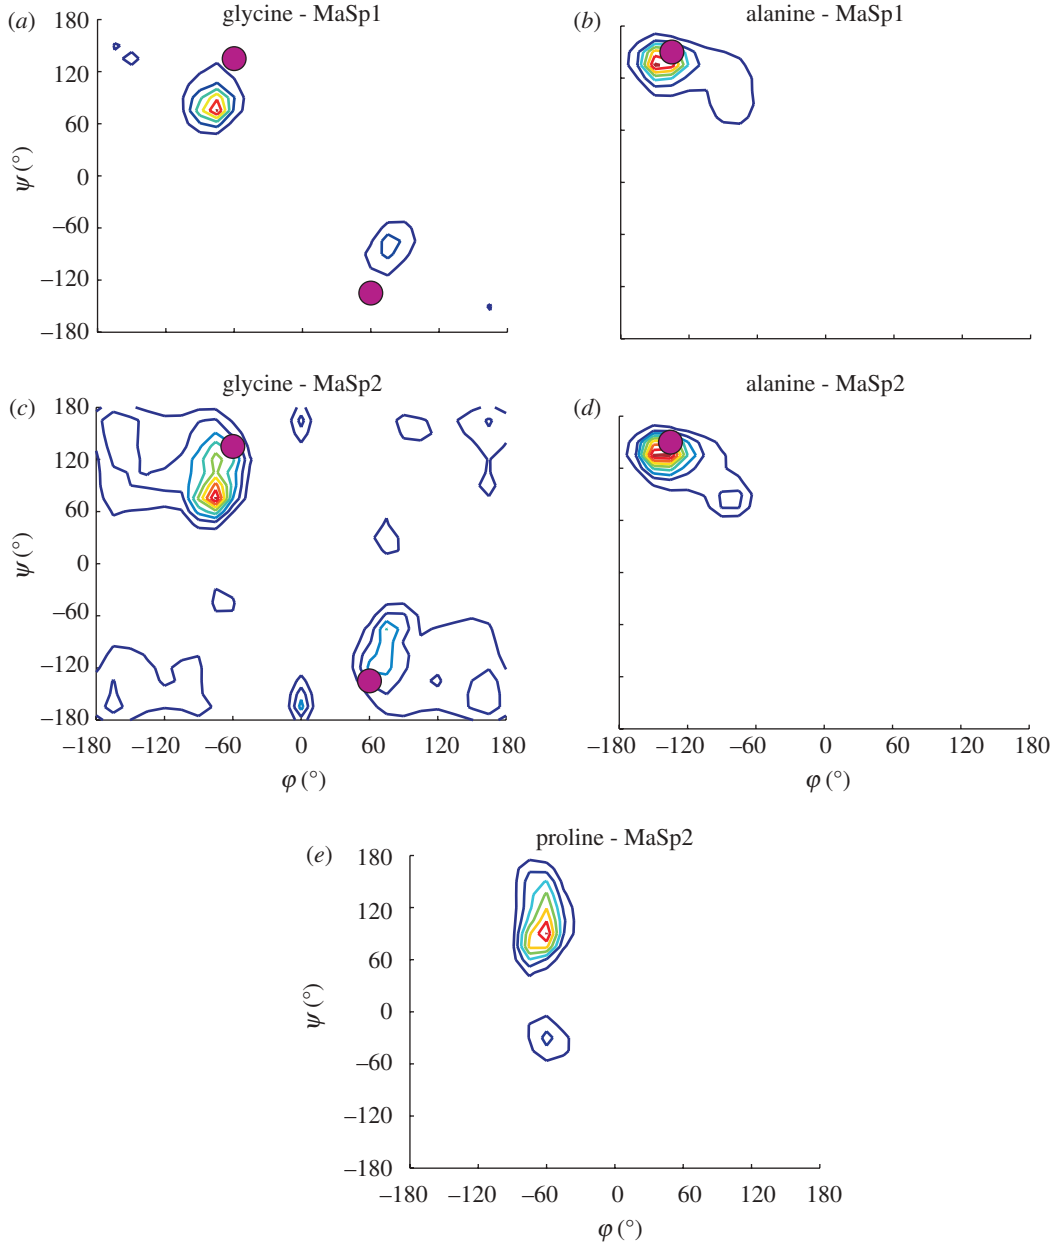 (a) glycine - MaSp1
180
120
60
0
−60
−120
−180
ψ (°)
(b) alanine - MaSp1
(c) glycine - MaSp2
180
120
60
0
−60
−120
−180
ψ (°)
−180 −120 −60 0 60 120 180
φ (°)
(d) alanine - MaSp2
−180 −120 −60 0 60 120 180
φ (°)
(e) proline - MaSp2
180
120
60
0
−60
−120
−180
ψ (°)
−180 −120 −60 0 60 120 180
φ (°)